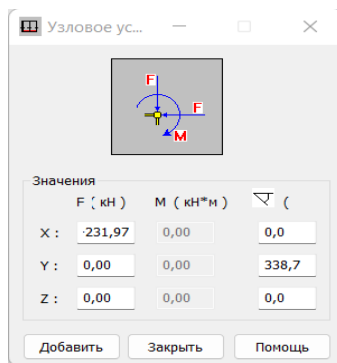 Узловое ус...
F
F
M
Значения
F ( кН ) M ( кН*м ) (
X : -231,97 0,00 0,0
Y : 0,00 0,00 338,7
Z : 0,00 0,00 0,0
Добавить Закрыть Помощь